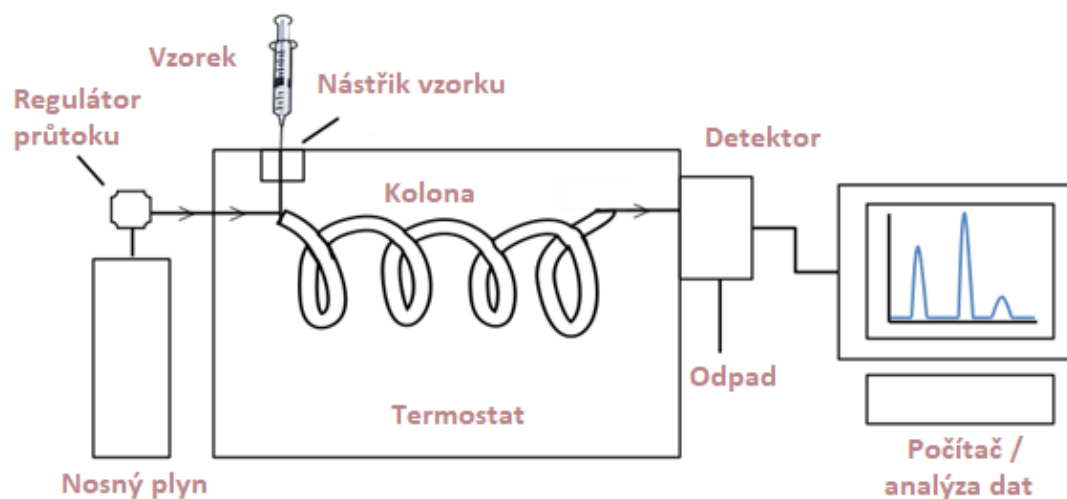 Vzorek
Nástřik vzorku
Regulátor
průtoku
Detektor
Kolona
Odpad
Termostat
Nosný plyn
Počítač /
analýza dat